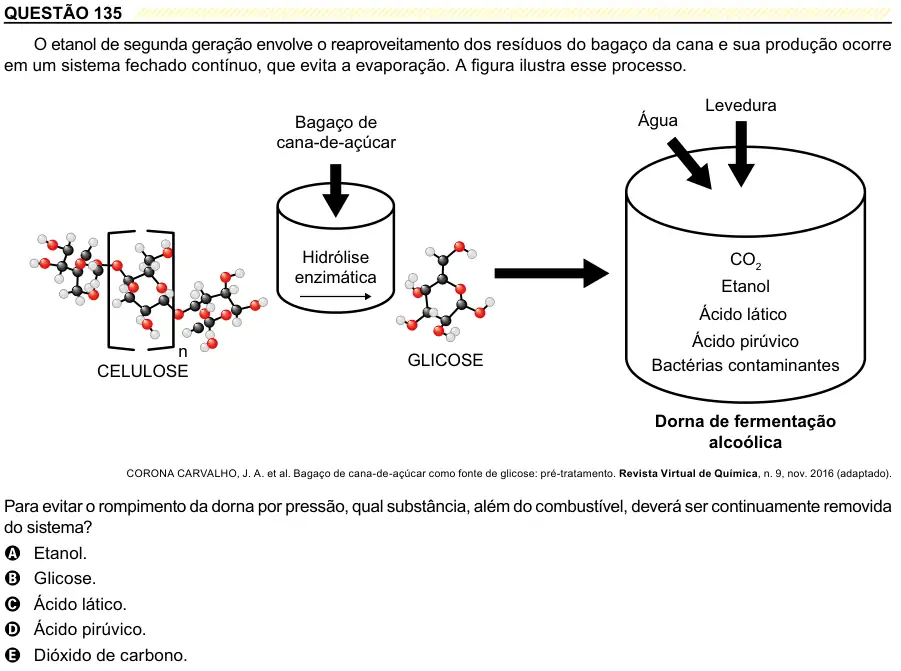 QUESTÃO 135
O etanol de segunda geração envolve o reaproveitamento dos resíduos do bagaço da cana e sua produção ocorre
em um sistema fechado contínuo, que evita a evaporação. A figura ilustra esse processo.
Levedura
Água
Bagaço de
cana-de-açúcar
Hidrólise
enzimática
CO2
Etanol
Ácido lático
Ácido pirúvico
Bactérias contaminantes
n
CELULOSE
GLICOSE
Dorna de fermentação
alcoólica
CORONA CARVALHO, J. A. et al. Bagaço de cana-de-açúcar como fonte de glicose: pré-tratamento. Revista Virtual de Química, n. 9, nov. 2016 (adaptado).
Para evitar o rompimento da dorna por pressão, qual substância, além do combustível, deverá ser continuamente removida
do sistema?
A Etanol.
B Glicose.
C Ácido lático.
D Ácido pirúvico.
E Dióxido de carbono.